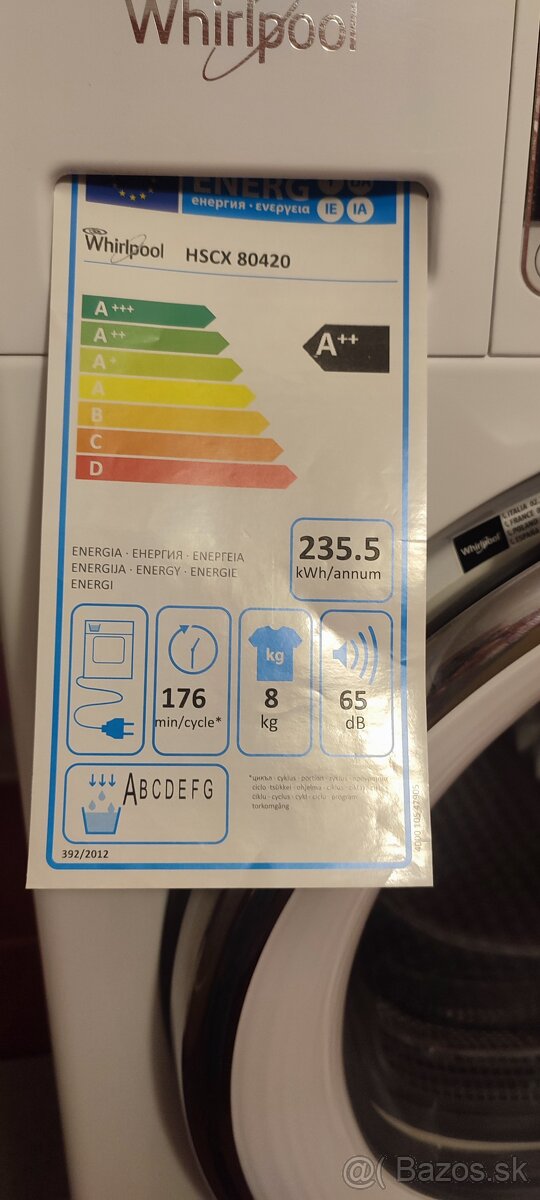 Whirlpool
ENERG
енергия · ενεργεια
IE IA
Whirlpool HSCX 80420
A+++
A++
A+
A
B
C
D
A++
235.5
kWh/annum
ENERGIA · ЕНЕРГИЯ · ΕΝΕΡΓΕΙΑ
ENERGIJA · ENERGY · ENERGIE
ENERGI
kg
176
min/cycle*
8
kg
65
dB
ABCDEFG
392/2012
Whirlpool
@( Bazos.sk